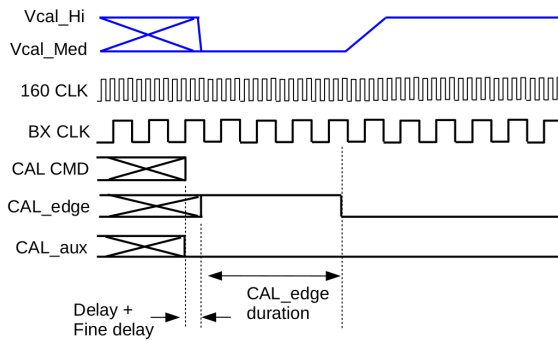 Vcal_Hi
Vcal_Med
160 CLK
BX CLK
CAL CMD
CAL_edge
CAL_aux
CAL_edge
duration
Delay +
Fine delay